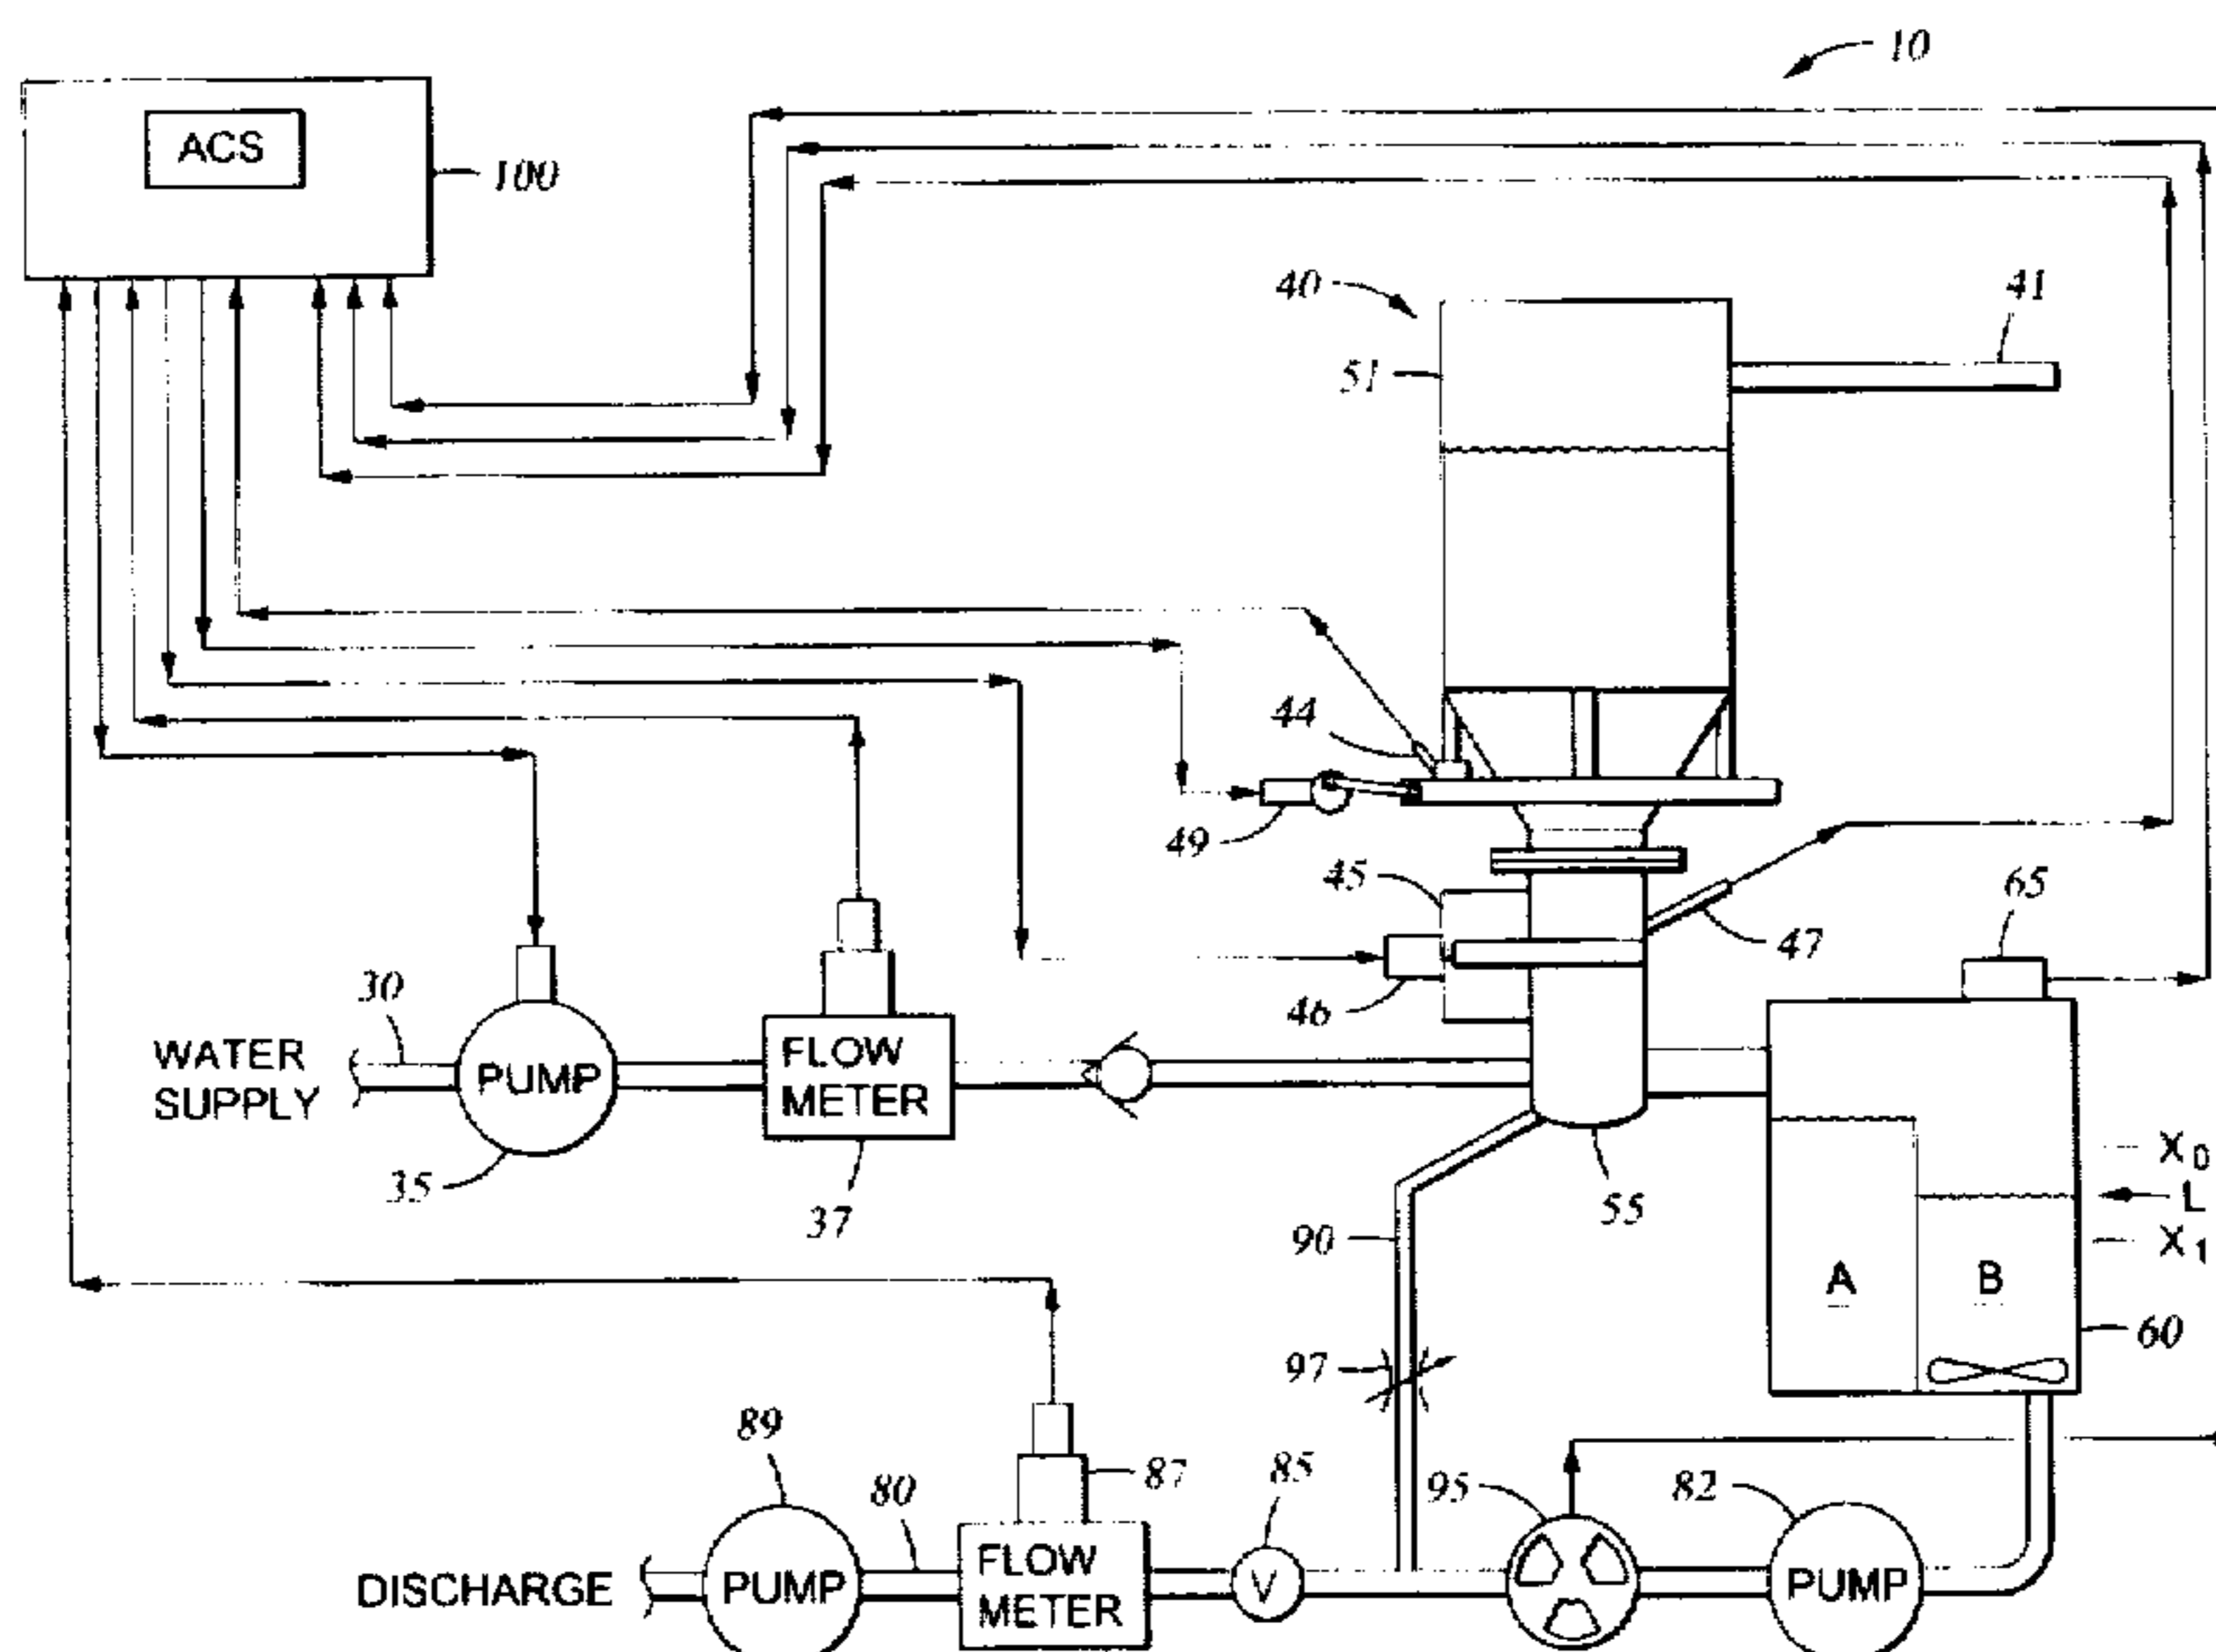 10
ACS
100
40
41
51
44
49
45
65
47
46
30
WATER
SUPPLY
PUMP
FLOW
METER
35
37
55
X0
L
X1
90
A
B
60
97
89
80
87
85
95
82
DISCHARGE
PUMP
FLOW
METER
V
PUMP